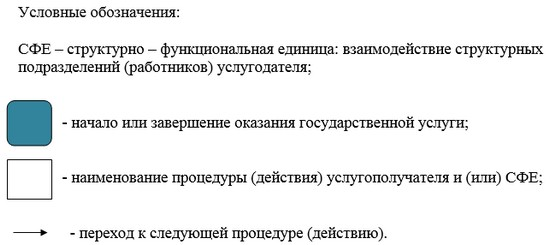 Условные обозначения:
СФЕ – структурно – функциональная единица: взаимодействие структурных
подразделений (работников) услугодателя;
- начало или завершение оказания государственной услуги;
- наименование процедуры (действия) услугополучателя и (или) СФЕ;
- переход к следующей процедуре (действию).